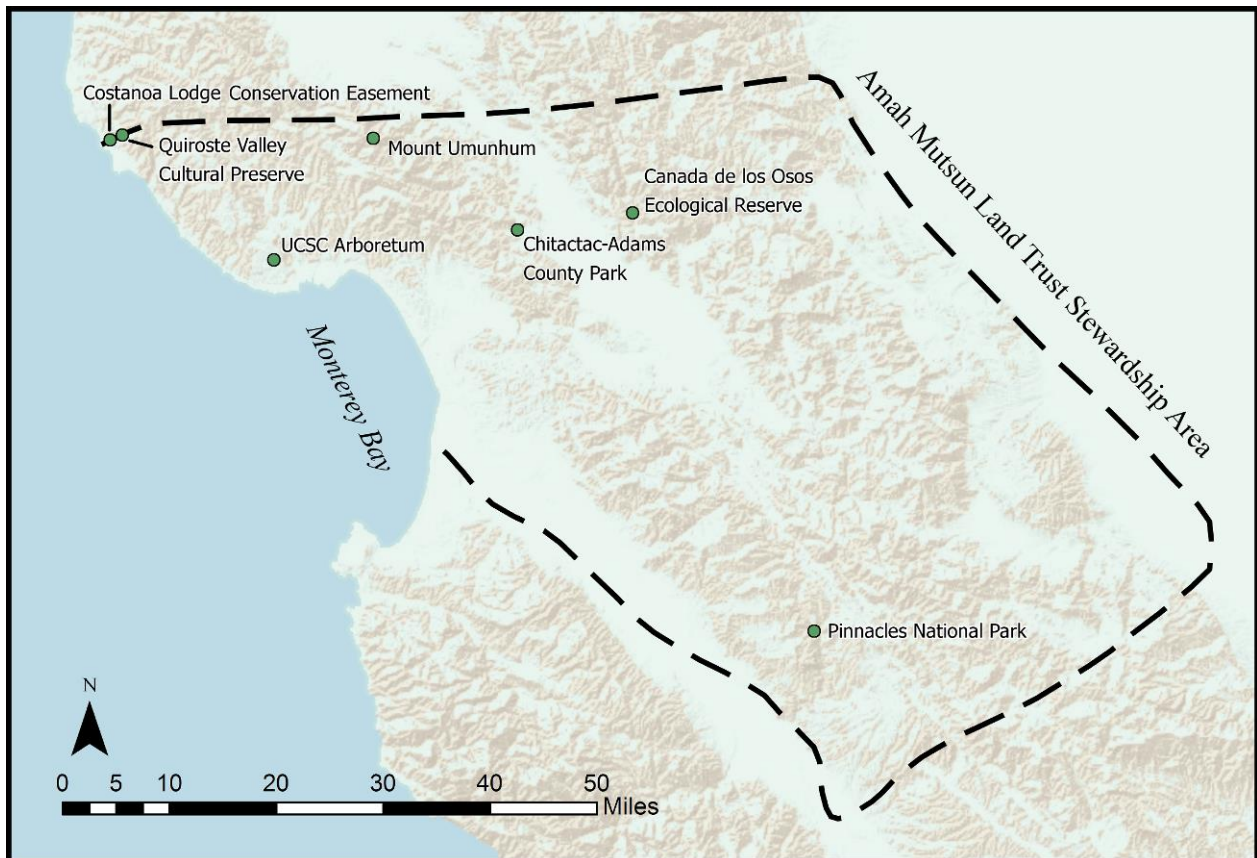 Costanoa Lodge Conservation Easement
Quiroste Valley
Cultural Preserve
Mount Umunhum
Canada de los Osos
Ecological Reserve
UCSC Arboretum
Chitactac-Adams
County Park
Amah Mutsun Land Trust Stewardship Area
Monterey Bay
Pinnacles National Park
N
0 5 10 20 30 40 50
Miles